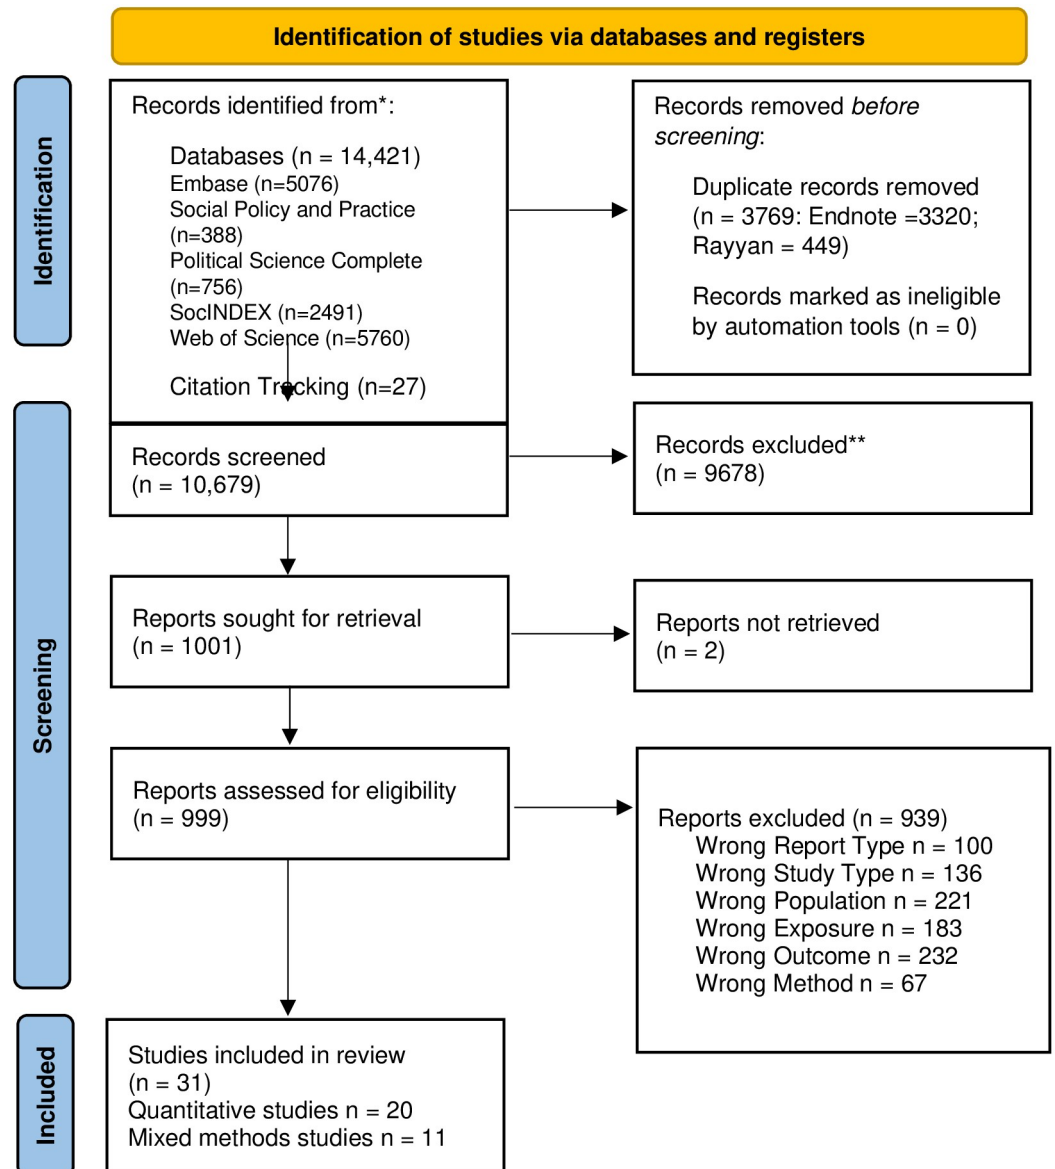 Identification of studies via databases and registers
Identification
Records identified from*:
Databases (n = 14,421)
Embase (n=5076)
Social Policy and Practice
(n=388)
Political Science Complete
(n=756)
SocINDEX (n=2491)
Web of Science (n=5760)
Citation Tracking (n=27)
Records removed before
screening:
Duplicate records removed
(n = 3769: Endnote =3320;
Rayyan = 449)
Records marked as ineligible
by automation tools (n = 0)
Screening
Records screened
(n = 10,679)
Records excluded**
(n = 9678)
Reports sought for retrieval
(n = 1001)
Reports not retrieved
(n = 2)
Reports assessed for eligibility
(n = 999)
Reports excluded (n = 939)
Wrong Report Type n = 100
Wrong Study Type n = 136
Wrong Population n = 221
Wrong Exposure n = 183
Wrong Outcome n = 232
Wrong Method n = 67
Included
Studies included in review
(n = 31)
Quantitative studies n = 20
Mixed methods studies n = 11